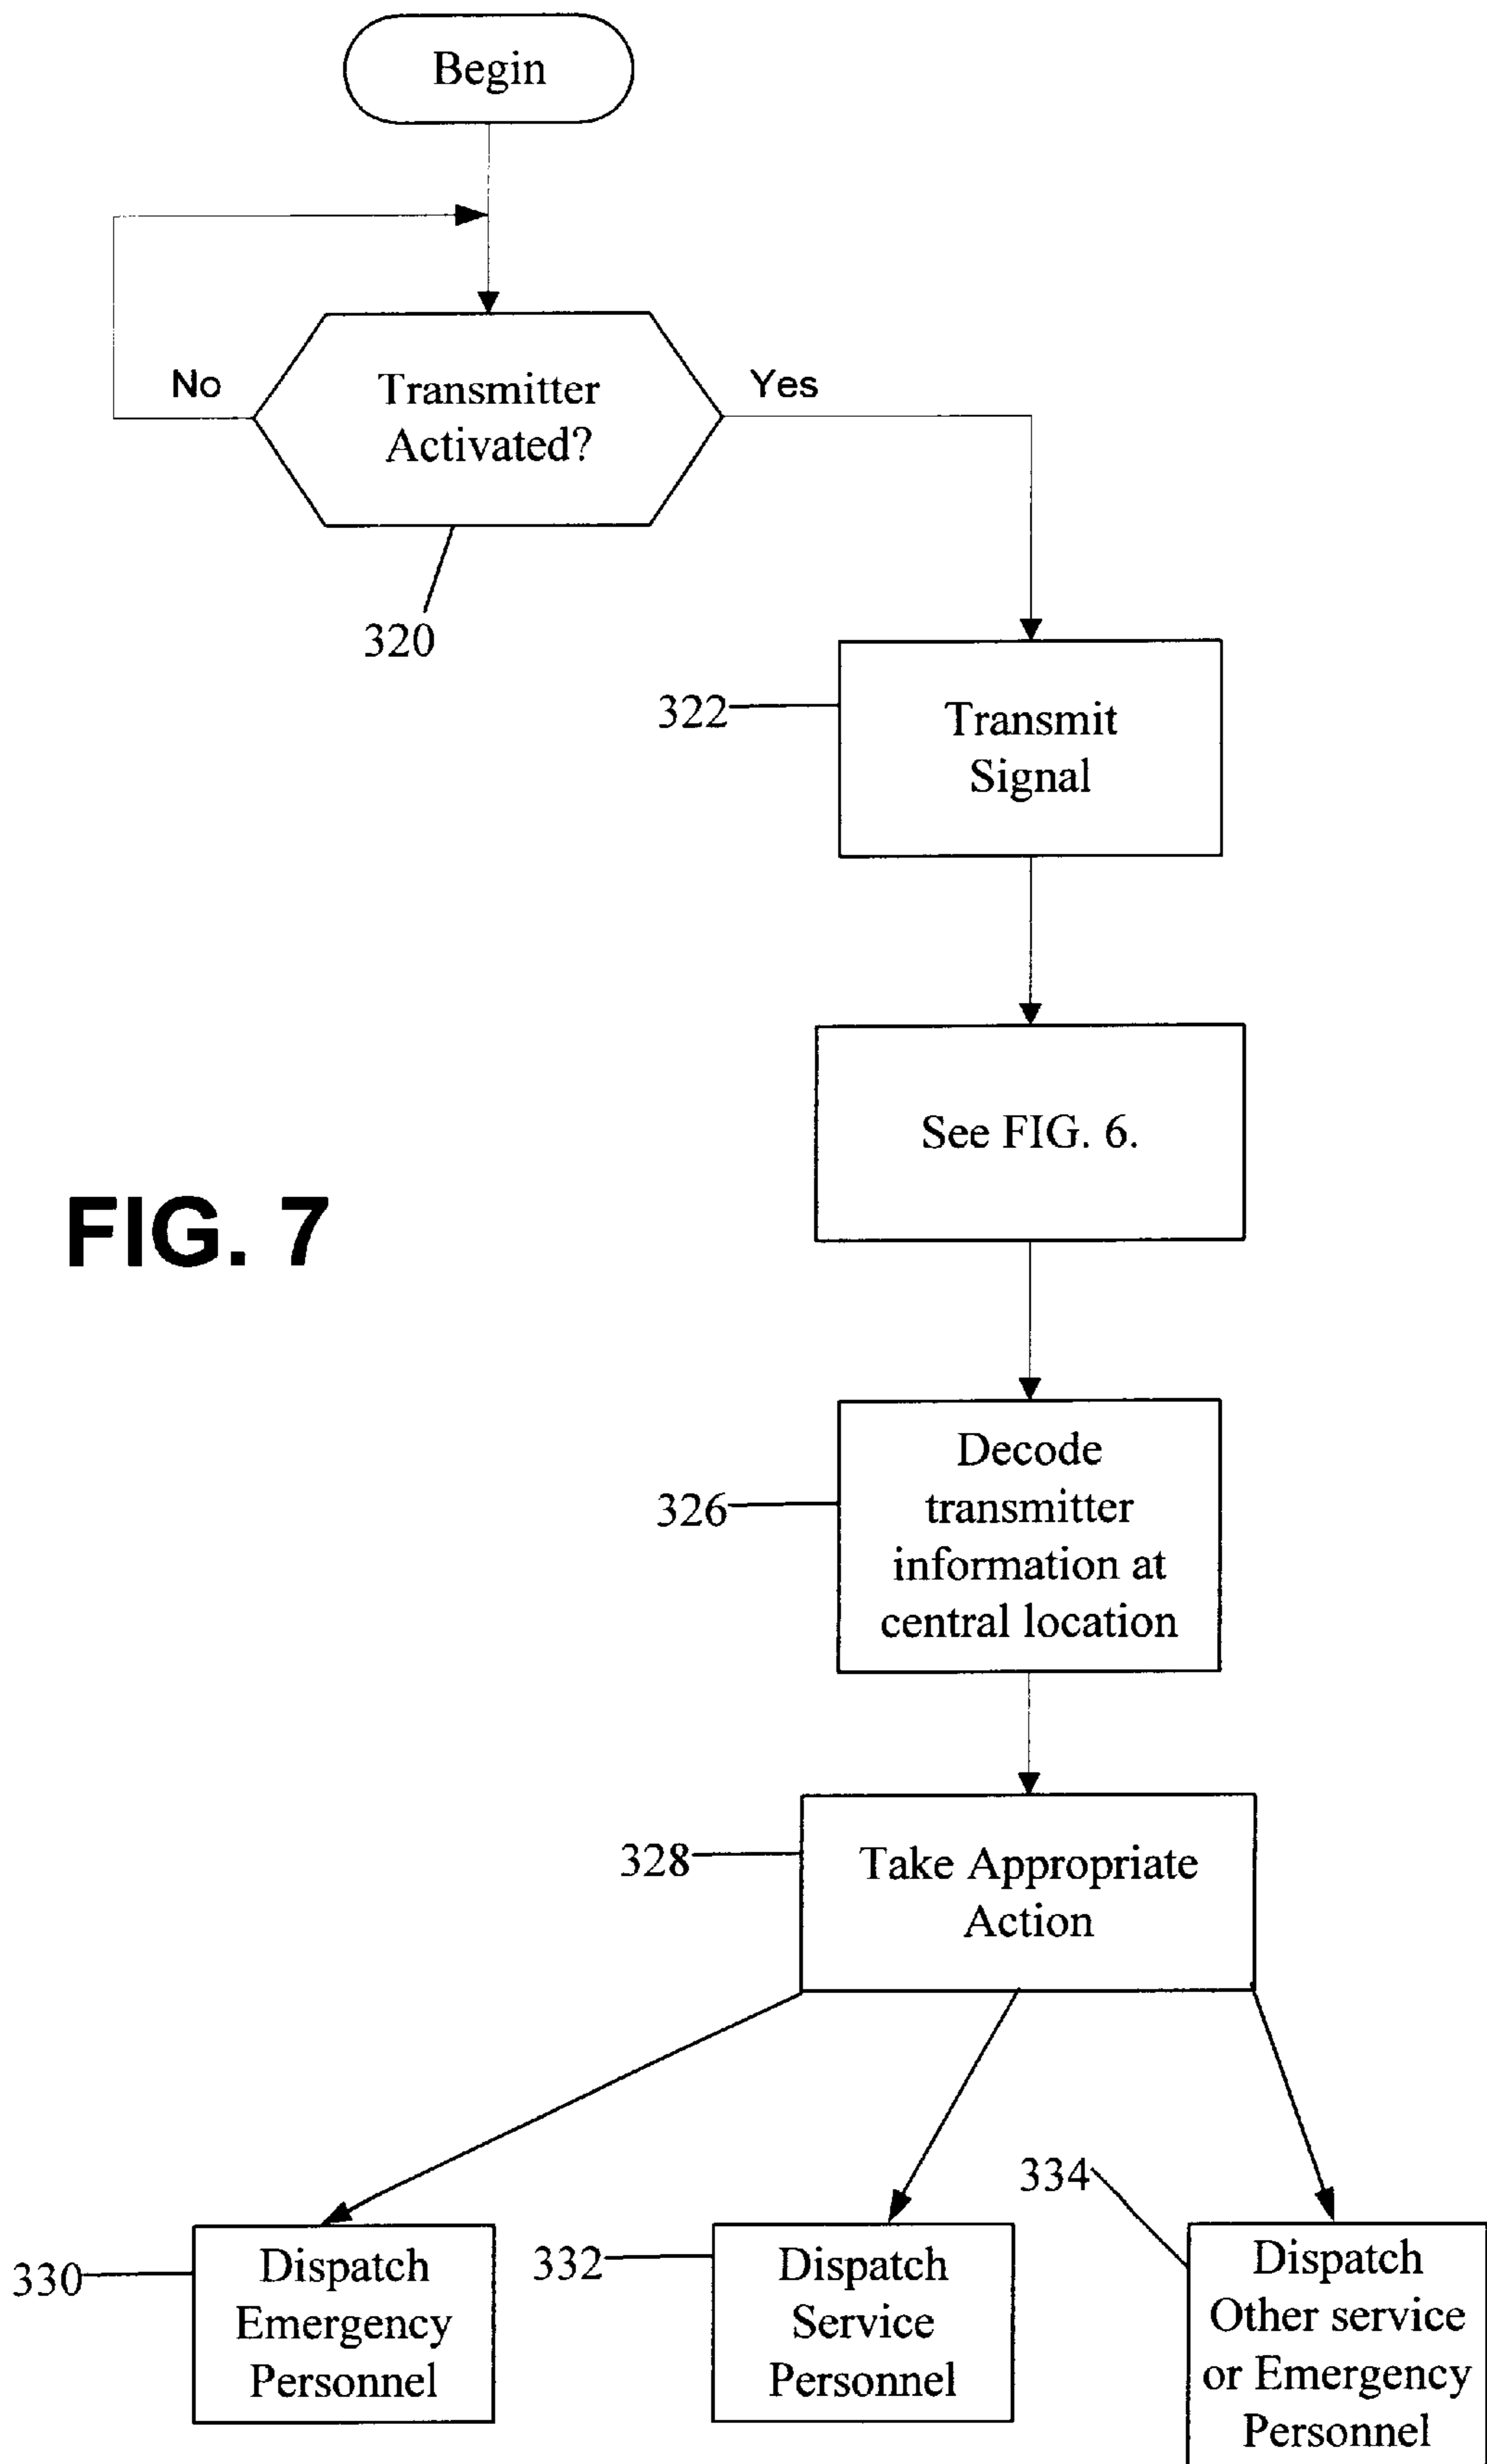 Begin
No
Transmitter
Activated?
Yes
320
322
Transmit
Signal
See FIG. 6.
FIG. 7
326
Decode
transmitter
information at
central location
328
Take Appropriate
Action
330
Dispatch
Emergency
Personnel
332
Dispatch
Service
Personnel
334
Dispatch
Other service
or Emergency
Personnel